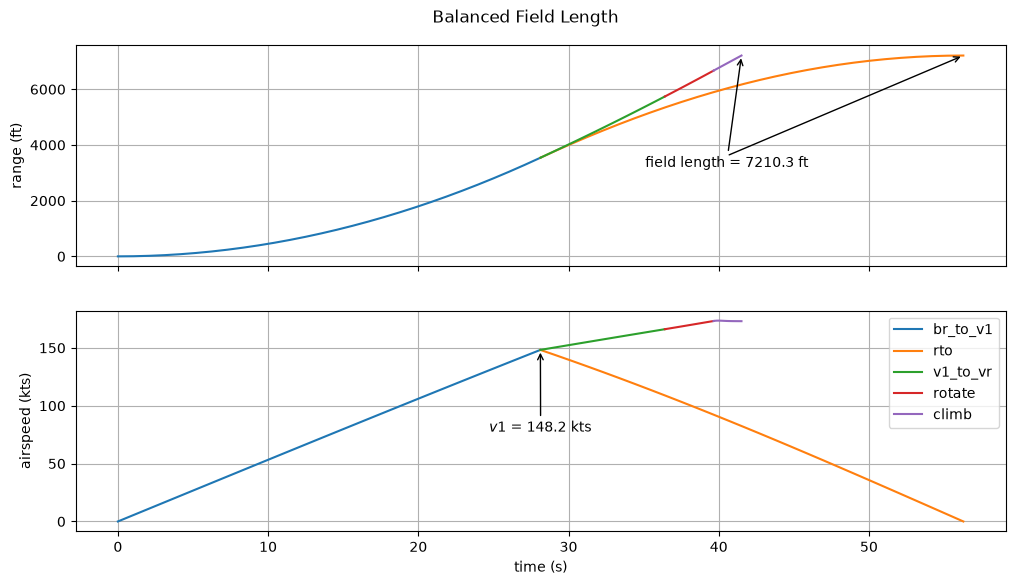 Balanced Field Length
6000
4000
2000
0
range (ft)
field length = 7210.3 ft
150
100
50
0
airspeed (kts)
v1 = 148.2 kts
br_to_v1
rto
v1_to_vr
rotate
climb
0 10 20 30 40 50
time (s)